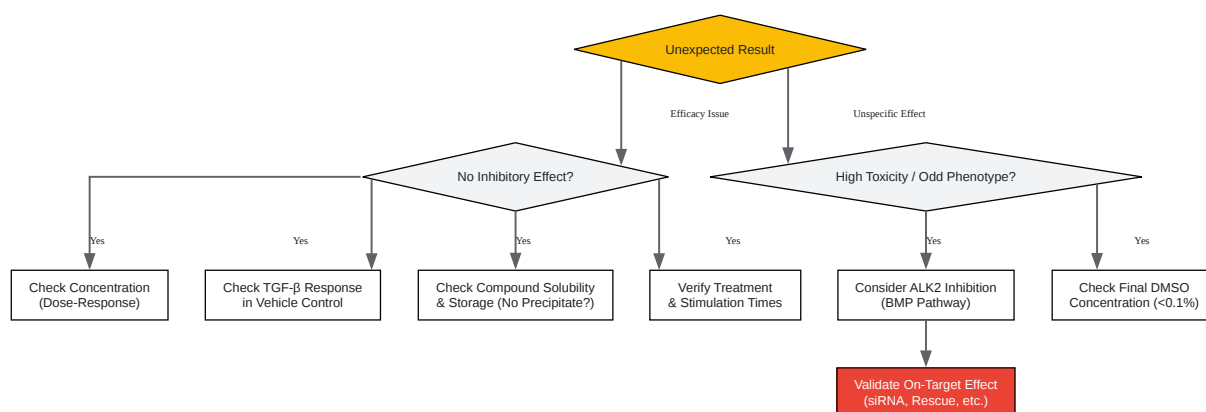 Unexpected Result
Efficacy Issue
Unspecific Effect
No Inhibitory Effect?
High Toxicity / Odd Phenotype?
Yes
Yes
Yes
Yes
Yes
Yes
Check Concentration
(Dose-Response)
Check TGF-β Response
in Vehicle Control
Check Compound Solubility
& Storage (No Precipitate?)
Verify Treatment
& Stimulation Times
Consider ALK2 Inhibition
(BMP Pathway)
Check Final DMSO
Concentration (<0.1%)
Validate On-Target Effect
(siRNA, Rescue, etc.)